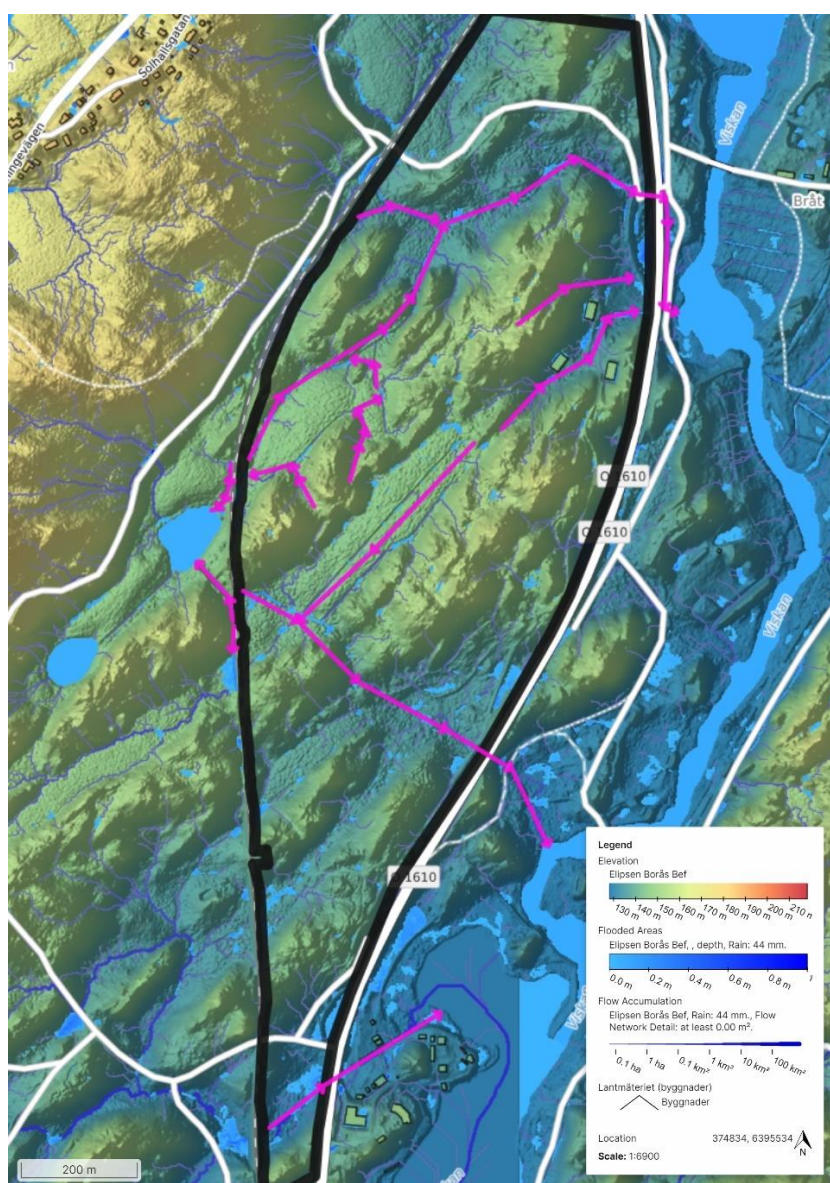 Solhallsgatan
ingevägen
n
Viskan
Bråt
O 1610
O 1610
Viskan
1610
Viskan
kan
200 m
Legend
Elevation
Elipsen Borås Bef
130 m 140 m 150 m 160 m 170 m 180 m 190 m 200 m 210 n
Flooded Areas
Elipsen Borås Bef, , depth, Rain: 44 mm.
0.0 m 0.2 m 0.4 m 0.6 m 0.8 m 1
Flow Accumulation
Elipsen Borås Bef, Rain: 44 mm., Flow
Network Detail: at least 0.00 m².
0.1 ha 1 ha 0.1 km² 1 km² 10 km² 100 km²
Lantmäteriet (byggnader)
Byggnader
Location 374834, 6395534
Scale: 1:6900
N